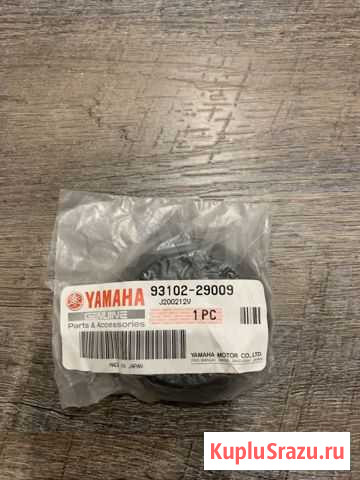 YAMAHA
GENUINE
Parts & Accessories
93102-29009
J200212V
1 PC
MADE IN JAPAN
YAMAHA MOTOR CO.,LTD.
KupluSrazu.ru